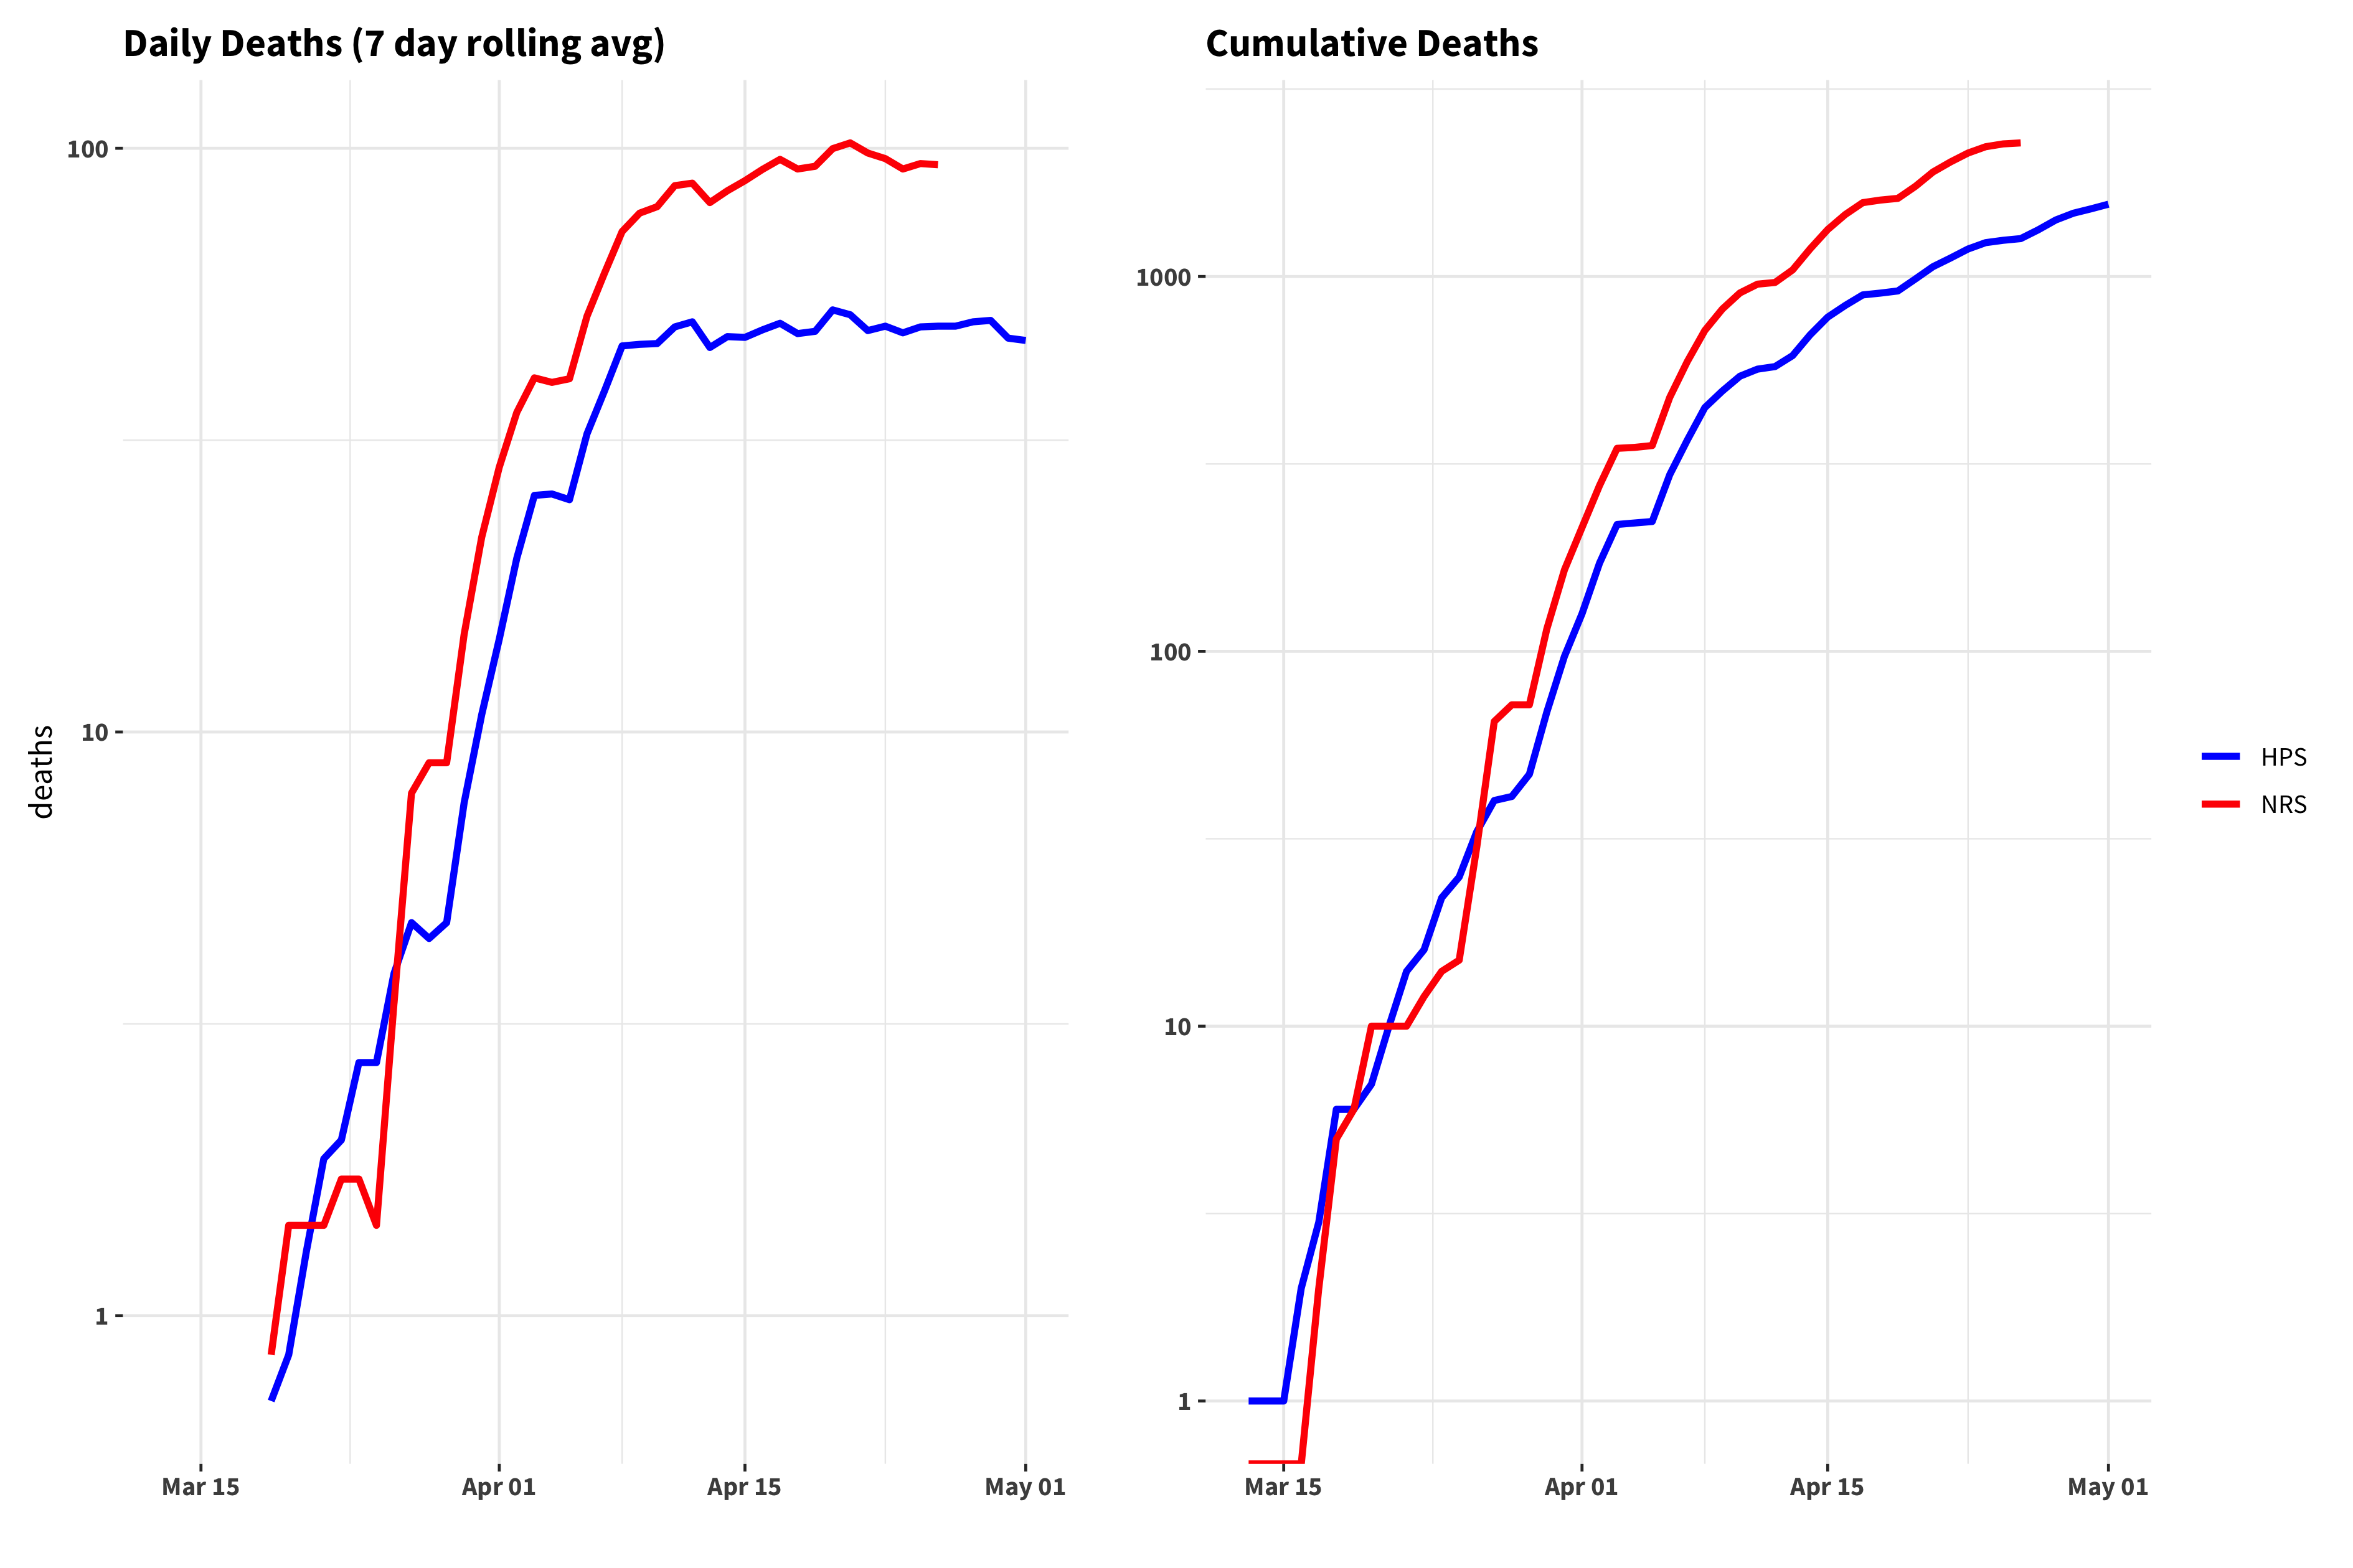 Daily Deaths (7 day rolling avg)
deaths
100
10
1
Mar 15 Apr 01 Apr 15 May 01
Cumulative Deaths
1000
100
10
1
Mar 15 Apr 01 Apr 15 May 01
HPS
NRS